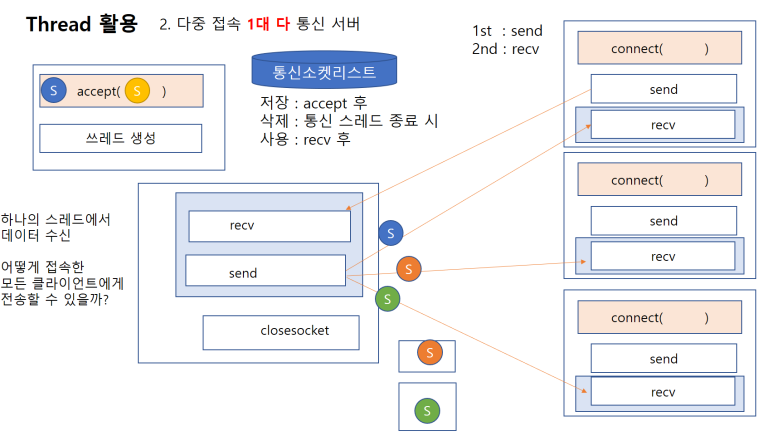 Thread 활용
2. 다중 접속 1대 다 통신 서버
S accept( S )
쓰레드 생성
통신소켓리스트
저장 : accept 후
삭제 : 통신 스레드 종료 시
사용 : recv 후
1st : send
2nd : recv
connect( )
send
recv
connect( )
send
recv
connect( )
send
recv
하나의 스레드에서
데이터 수신
어떻게 접속한
모든 클라이언트에게
전송할 수 있을까?
recv
send
closesocket
S
S
S
S
S